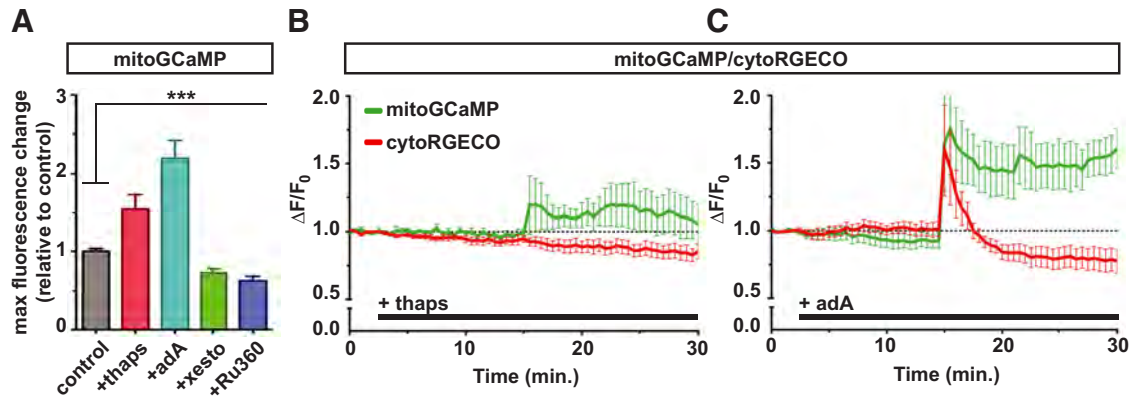 A
mitoGCaMP
max fluorescence change
(relative to control)
3
2
1
0
***
control
+thaps
+adA
+xesto
+Ru360
B
C
mitoGCaMP/cytoRGECO
ΔF/F0
2.0
1.5
1.0
0.5
0.0
mitoGCaMP
cytoRGECO
+ thaps
0
10
20
30
Time (min.)
ΔF/F0
2.0
1.5
1.0
0.5
0.0
+ adA
0
10
20
30
Time (min.)